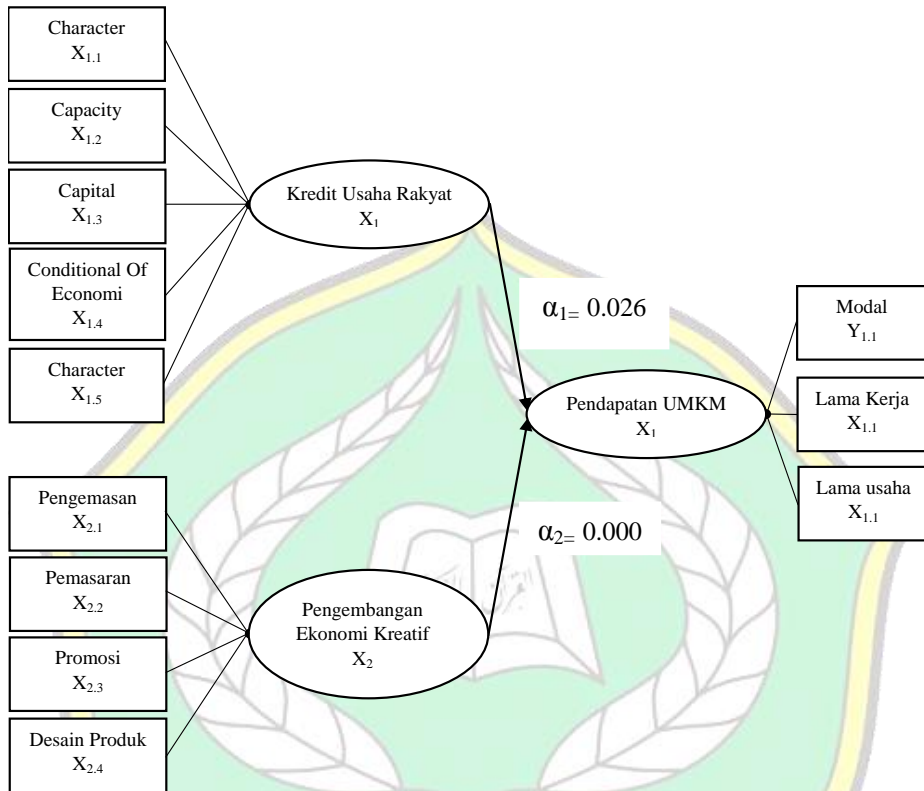 Character
X1.1
Capacity
X1.2
Capital
X1.3
Conditional Of
Economi
X1.4
Character
X1.5
Kredit Usaha Rakyat
X1
α1= 0.026
Pengemasan
X2.1
Pemasaran
X2.2
Promosi
X2.3
Desain Produk
X2.4
Pengembangan
Ekonomi Kreatif
X2
α2= 0.000
Pendapatan UMKM
X1
Modal
Y1.1
Lama Kerja
X1.1
Lama usaha
X1.1